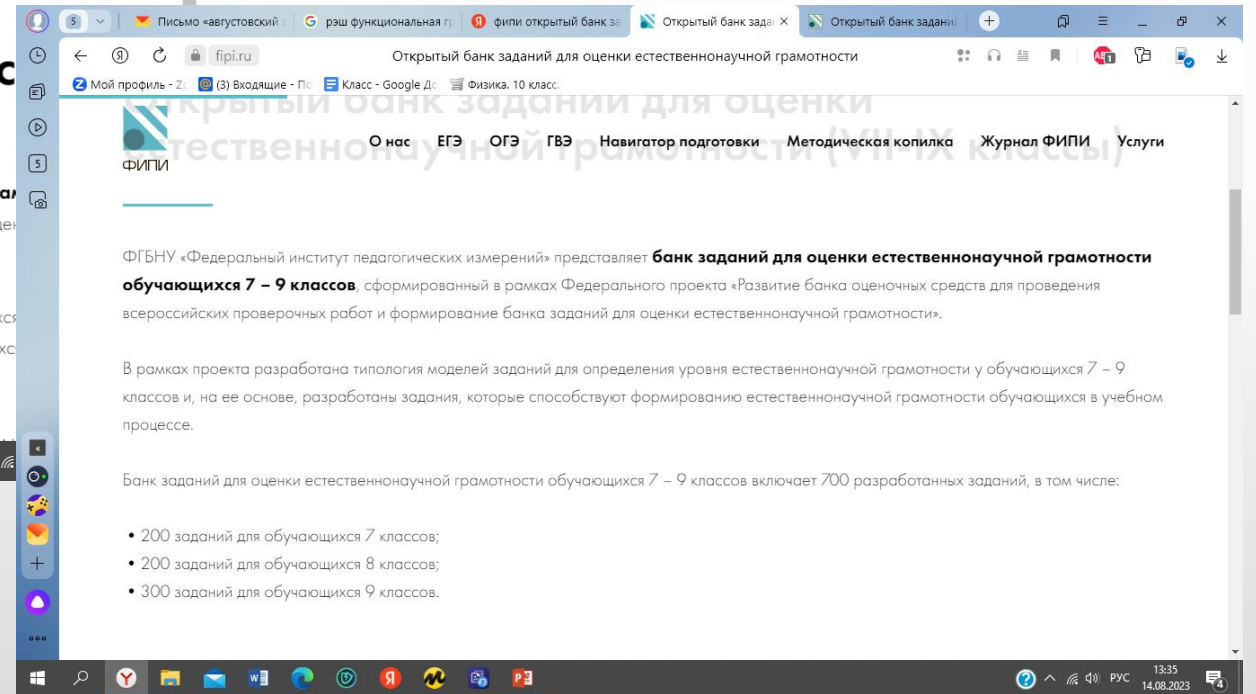 5
Письмо «августовский
рэш функциональная гр
фипи открытый банк за
Открытый банк задан
Открытый банк заданий
fipi.ru
Открытый банк заданий для оценки естественнонаучной грамотности
Мой профиль - Zo
(3) Входящие - По
Класс - Google До
Физика. 10 класс.
Открытый банк заданий для оценки
естественнонаучной грамотности (VII-IX классы)
ФИПИ
О нас ЕГЭ ОГЭ ГВЭ Навигатор подготовки Методическая копилка Журнал ФИПИ Услуги
ФГБНУ «Федеральный институт педагогических измерений» представляет банк заданий для оценки естественнонаучной грамотности
обучающихся 7 – 9 классов, сформированный в рамках Федерального проекта «Развитие банка оценочных средств для проведения
всероссийских проверочных работ и формирование банка заданий для оценки естественнонаучной грамотности».
В рамках проекта разработана типология моделей заданий для определения уровня естественнонаучной грамотности у обучающихся 7 – 9
классов и, на ее основе, разработаны задания, которые способствуют формированию естественнонаучной грамотности обучающихся в учебном
процессе.
Банк заданий для оценки естественнонаучной грамотности обучающихся 7 – 9 классов включает 700 разработанных заданий, в том числе:
• 200 заданий для обучающихся 7 классов;
• 200 заданий для обучающихся 8 классов;
• 300 заданий для обучающихся 9 классов.
5
РУС
13:35
14.08.2023
4